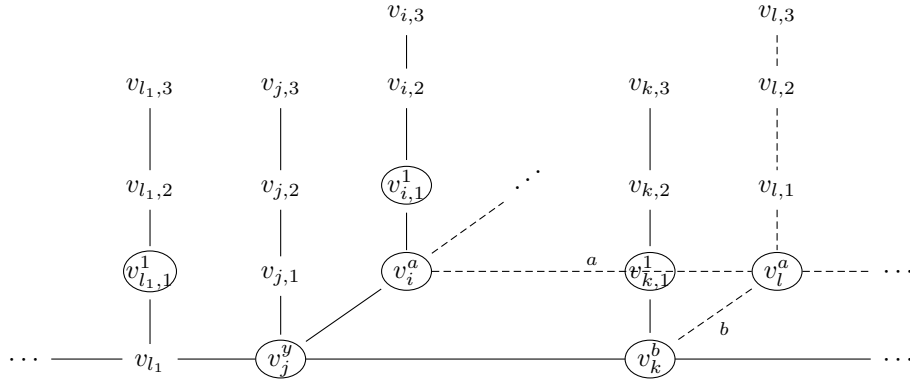 v_{i,3} v_{l,3}
v_{l_1,3} v_{j,3} v_{i,2} v_{k,3} v_{l,2}
v_{l_1,2} v_{j,2} v_{i,1}^1 ⋯ v_{k,2} v_{l,1}
v_{l_1,1}^1 v_{j,1} v_i^a a v_{k,1}^1 v_l^a ⋯
b
⋯ v_{l_1} v_j^y v_k^b ⋯